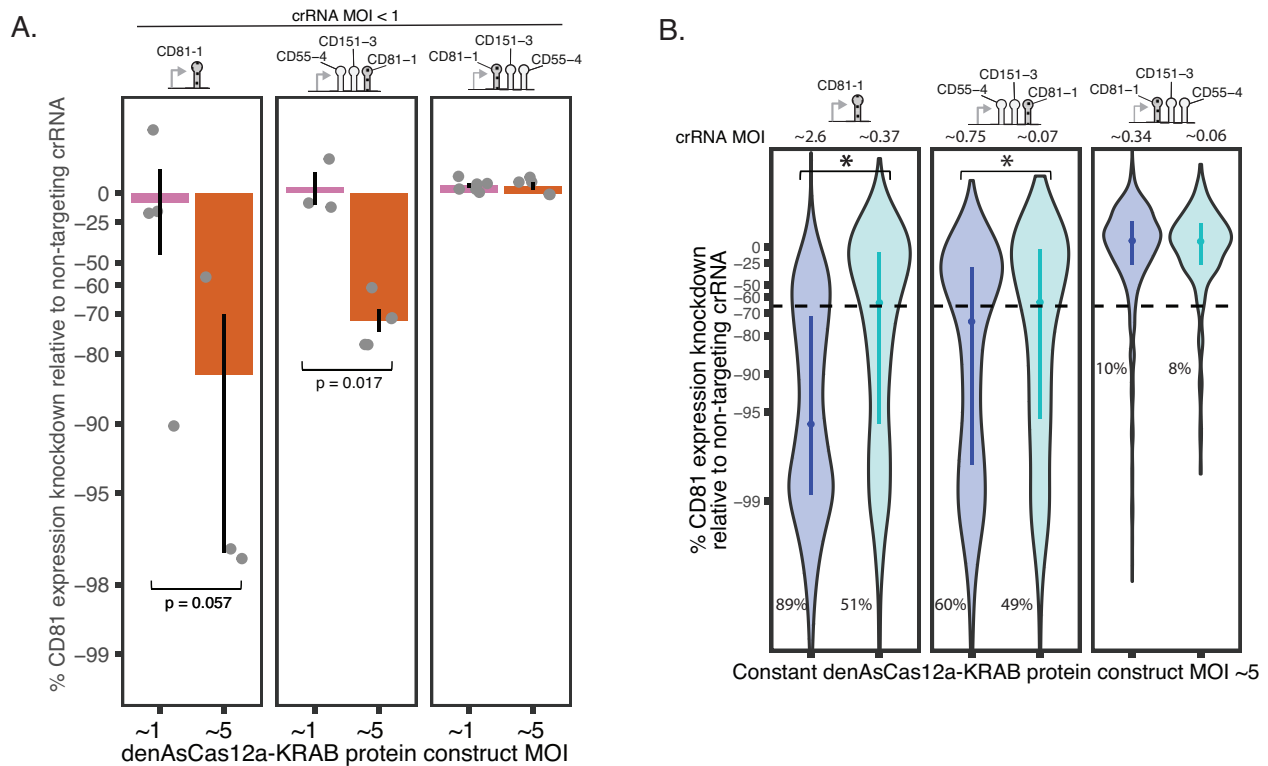 A.
crRNA MOI < 1
CD81-1
CD151−3
CD55−4 CD81−1
CD151−3
CD81−1 CD55−4
% CD81 expression knockdown relative to non-targeting crRNA
0
−25
−50
−60
−70
−80
−90
−95
−98
−99
p = 0.057
p = 0.017
~1 ~5 ~1 ~5 ~1 ~5
denAsCas12a-KRAB protein construct MOI
B.
CD81-1
CD151−3
CD55−4 CD81−1
CD151−3
CD81−1 CD55−4
crRNA MOI ~2.6 ~0.37 ~0.75 ~0.07 ~0.34 ~0.06
* *
% CD81 expression knockdown
relative to non-targeting crRNA
0
−25
−50
−60
−70
−80
−90
−95
−99
10% 8%
89% 51% 60% 49%
Constant denAsCas12a-KRAB protein construct MOI ~5